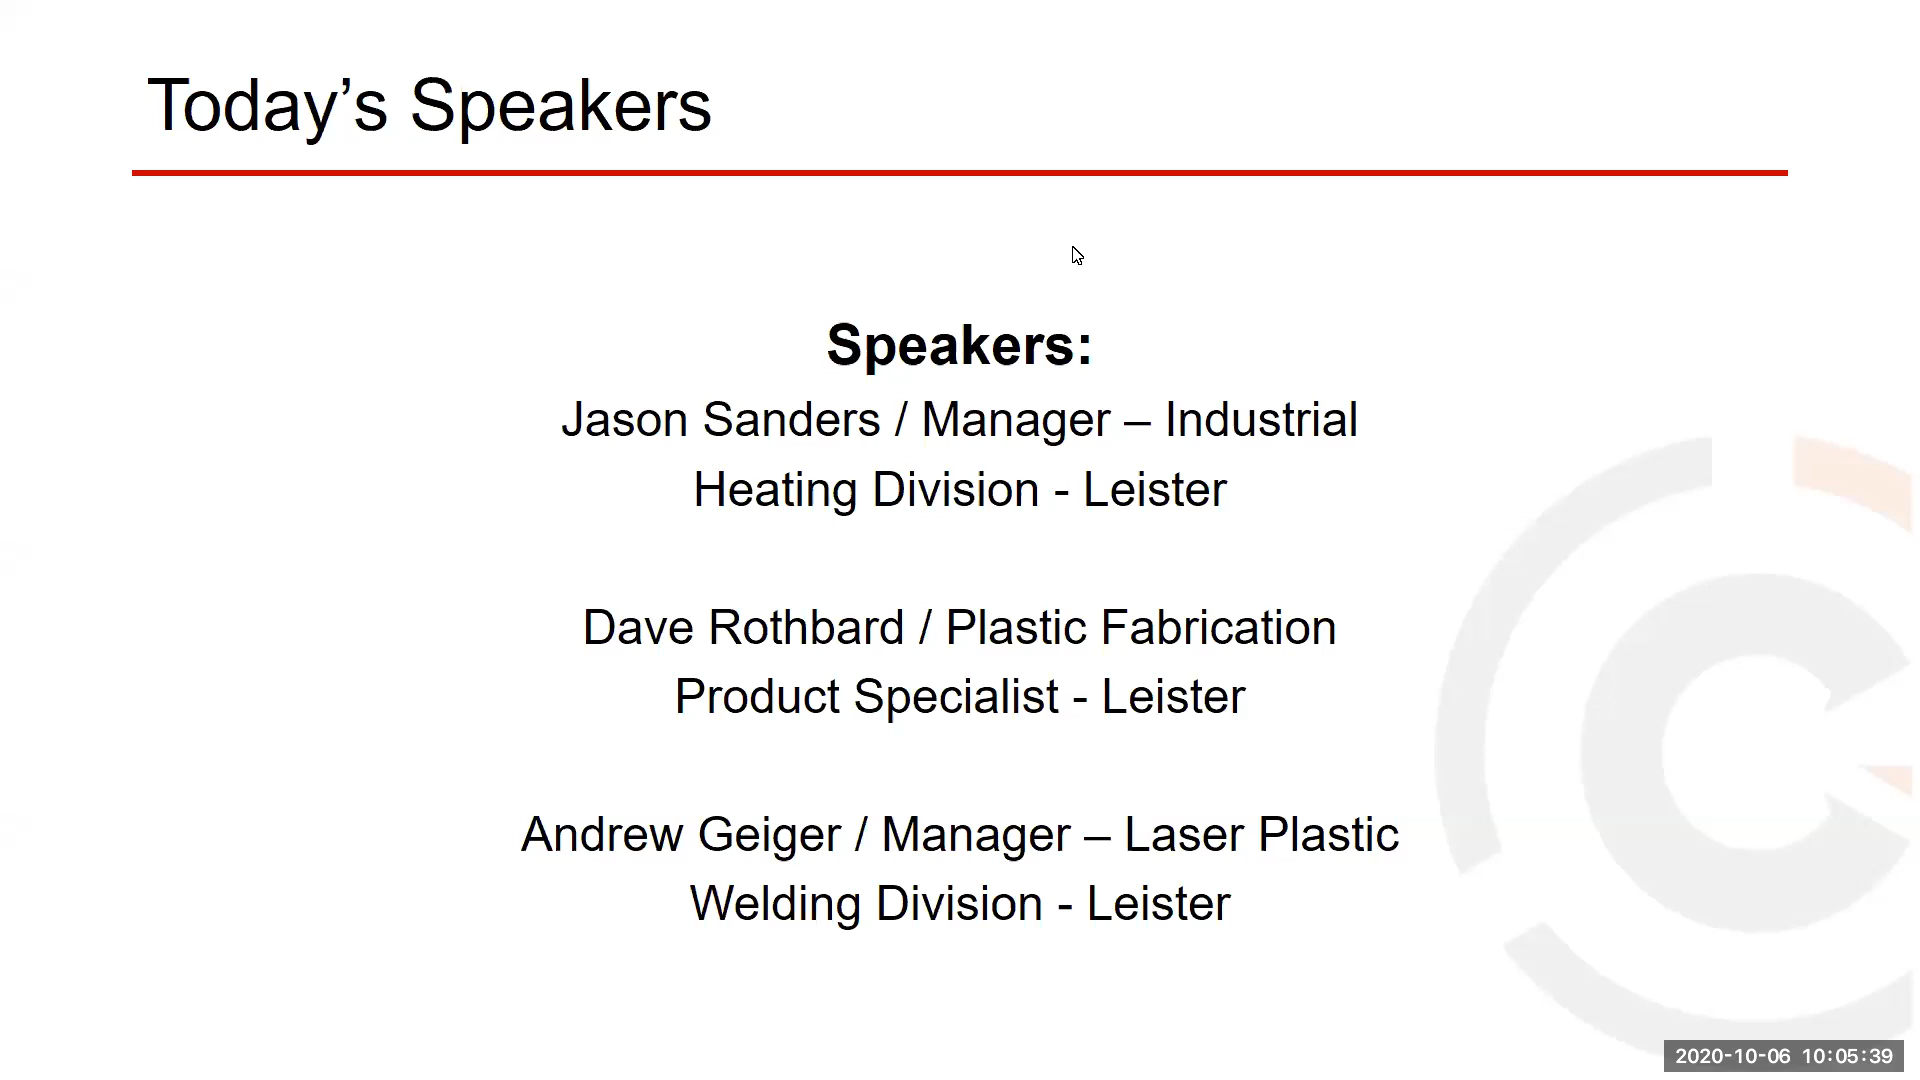 Today’s Speakers
Speakers:
Jason Sanders / Manager – Industrial
Heating Division - Leister
Dave Rothbard / Plastic Fabrication
Product Specialist - Leister
Andrew Geiger / Manager – Laser Plastic
Welding Division - Leister
2020-10-06 10:05:39